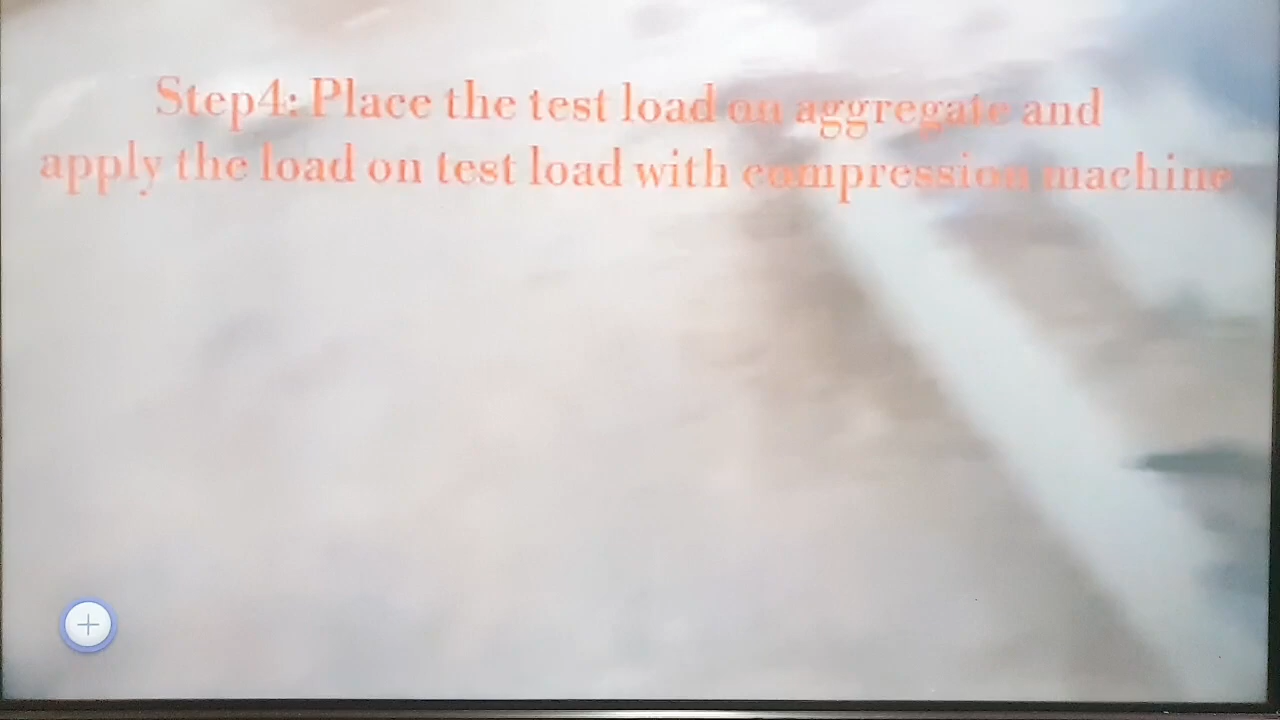 Step4: Place the test load on aggregate and
apply the load on test load with compression machine